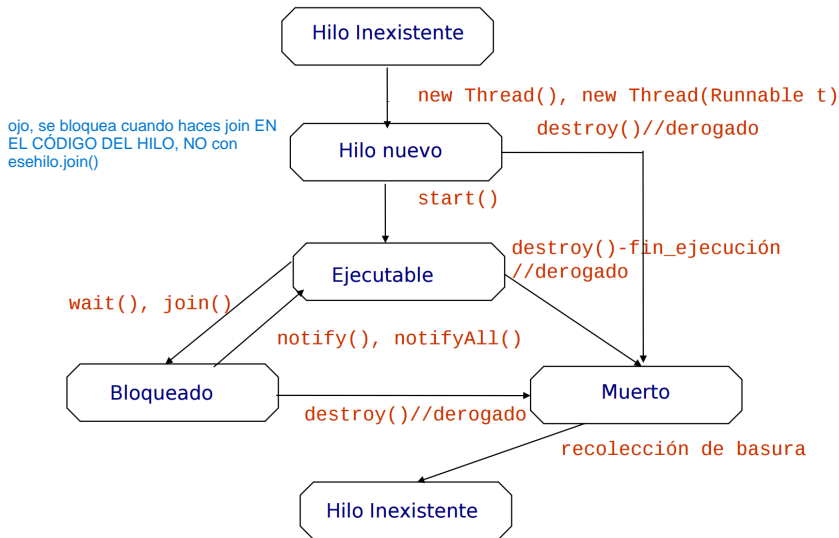 Hilo Inexistente
new Thread(), new Thread(Runnable t)
ojo, se bloquea cuando haces join EN
EL CÓDIGO DEL HILO, NO con
esehilo.join()
destroy()//derogado
Hilo nuevo
start()
destroy()-fin_ejecución
//derogado
Ejecutable
wait(), join()
notify(), notifyAll()
Bloqueado
Muerto
destroy()//derogado
recolección de basura
Hilo Inexistente